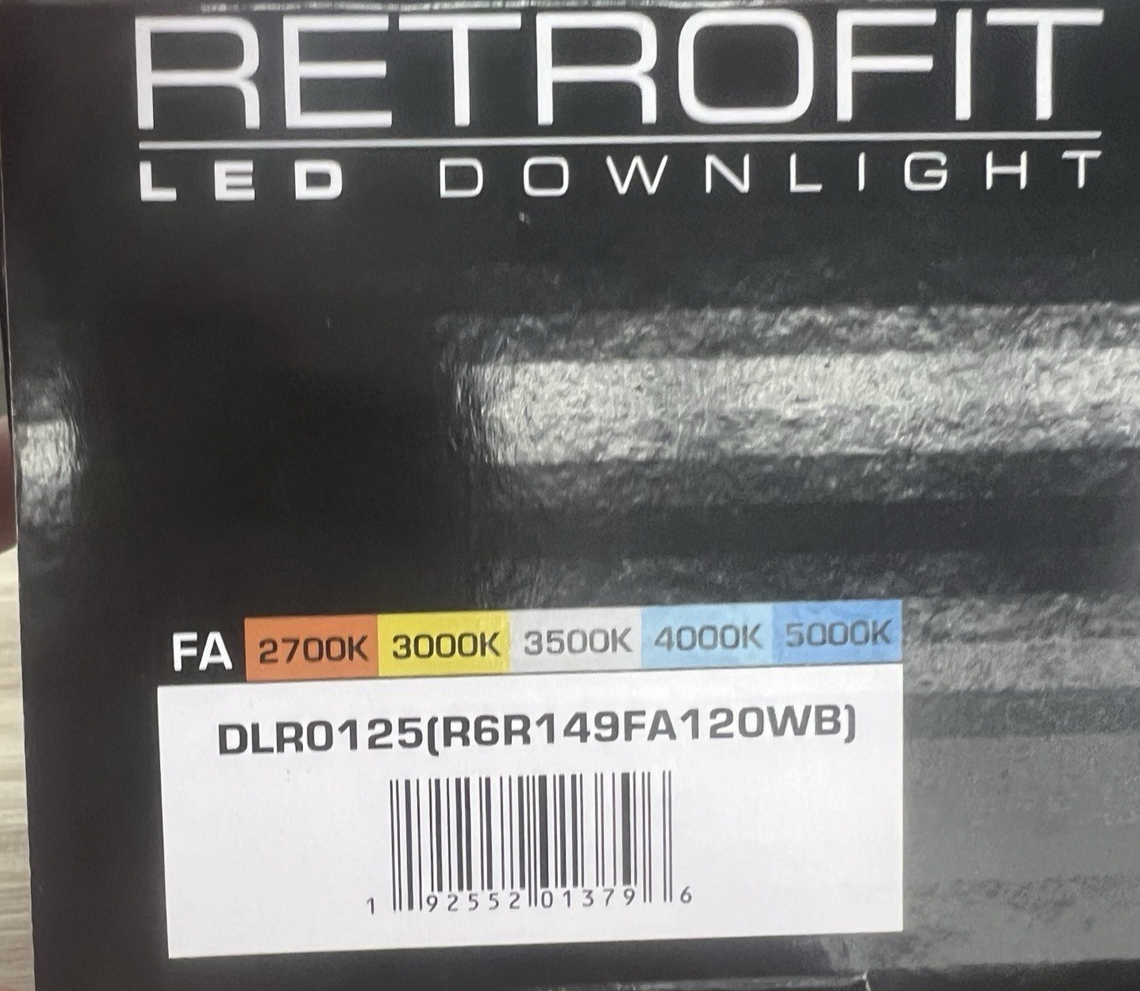 RETROFIT
LED DOWNLIGHT
FA 2700K 3000K 3500K 4000K 5000K
DLR0125(R6R149FA120WB)
1 92552 01379 6